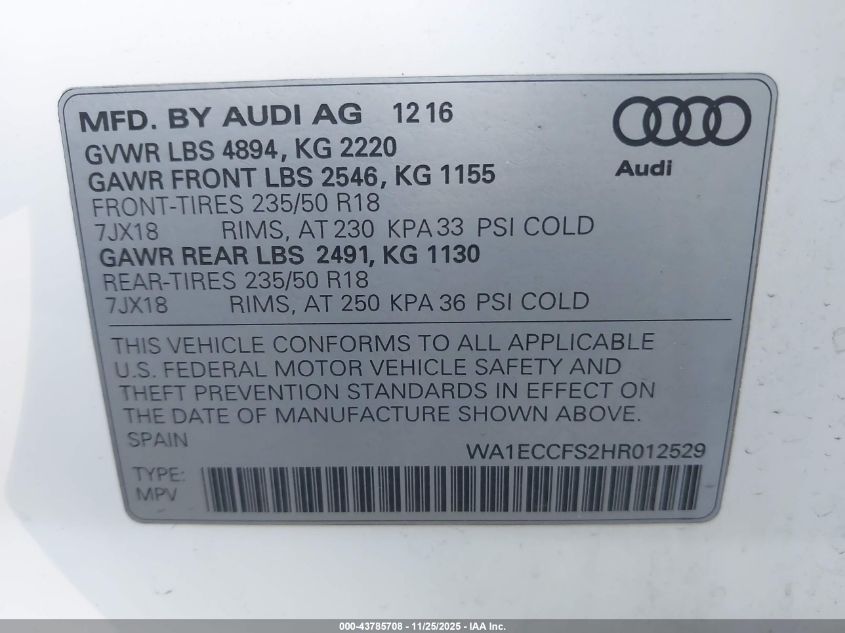 MFD. BY AUDI AG 12 16
GVWR LBS 4894, KG 2220
GAWR FRONT LBS 2546, KG 1155
FRONT-TIRES 235/50 R18
7JX18 RIMS, AT 230 KPA 33 PSI COLD
GAWR REAR LBS 2491, KG 1130
REAR-TIRES 235/50 R18
7JX18 RIMS, AT 250 KPA 36 PSI COLD
Audi
THIS VEHICLE CONFORMS TO ALL APPLICABLE
U.S. FEDERAL MOTOR VEHICLE SAFETY AND
THEFT PREVENTION STANDARDS IN EFFECT ON
THE DATE OF MANUFACTURE SHOWN ABOVE.
SPAIN WA1ECCFS2HR012529
TYPE:
MPV
000-43785708 - 11/25/2025 - IAA Inc.